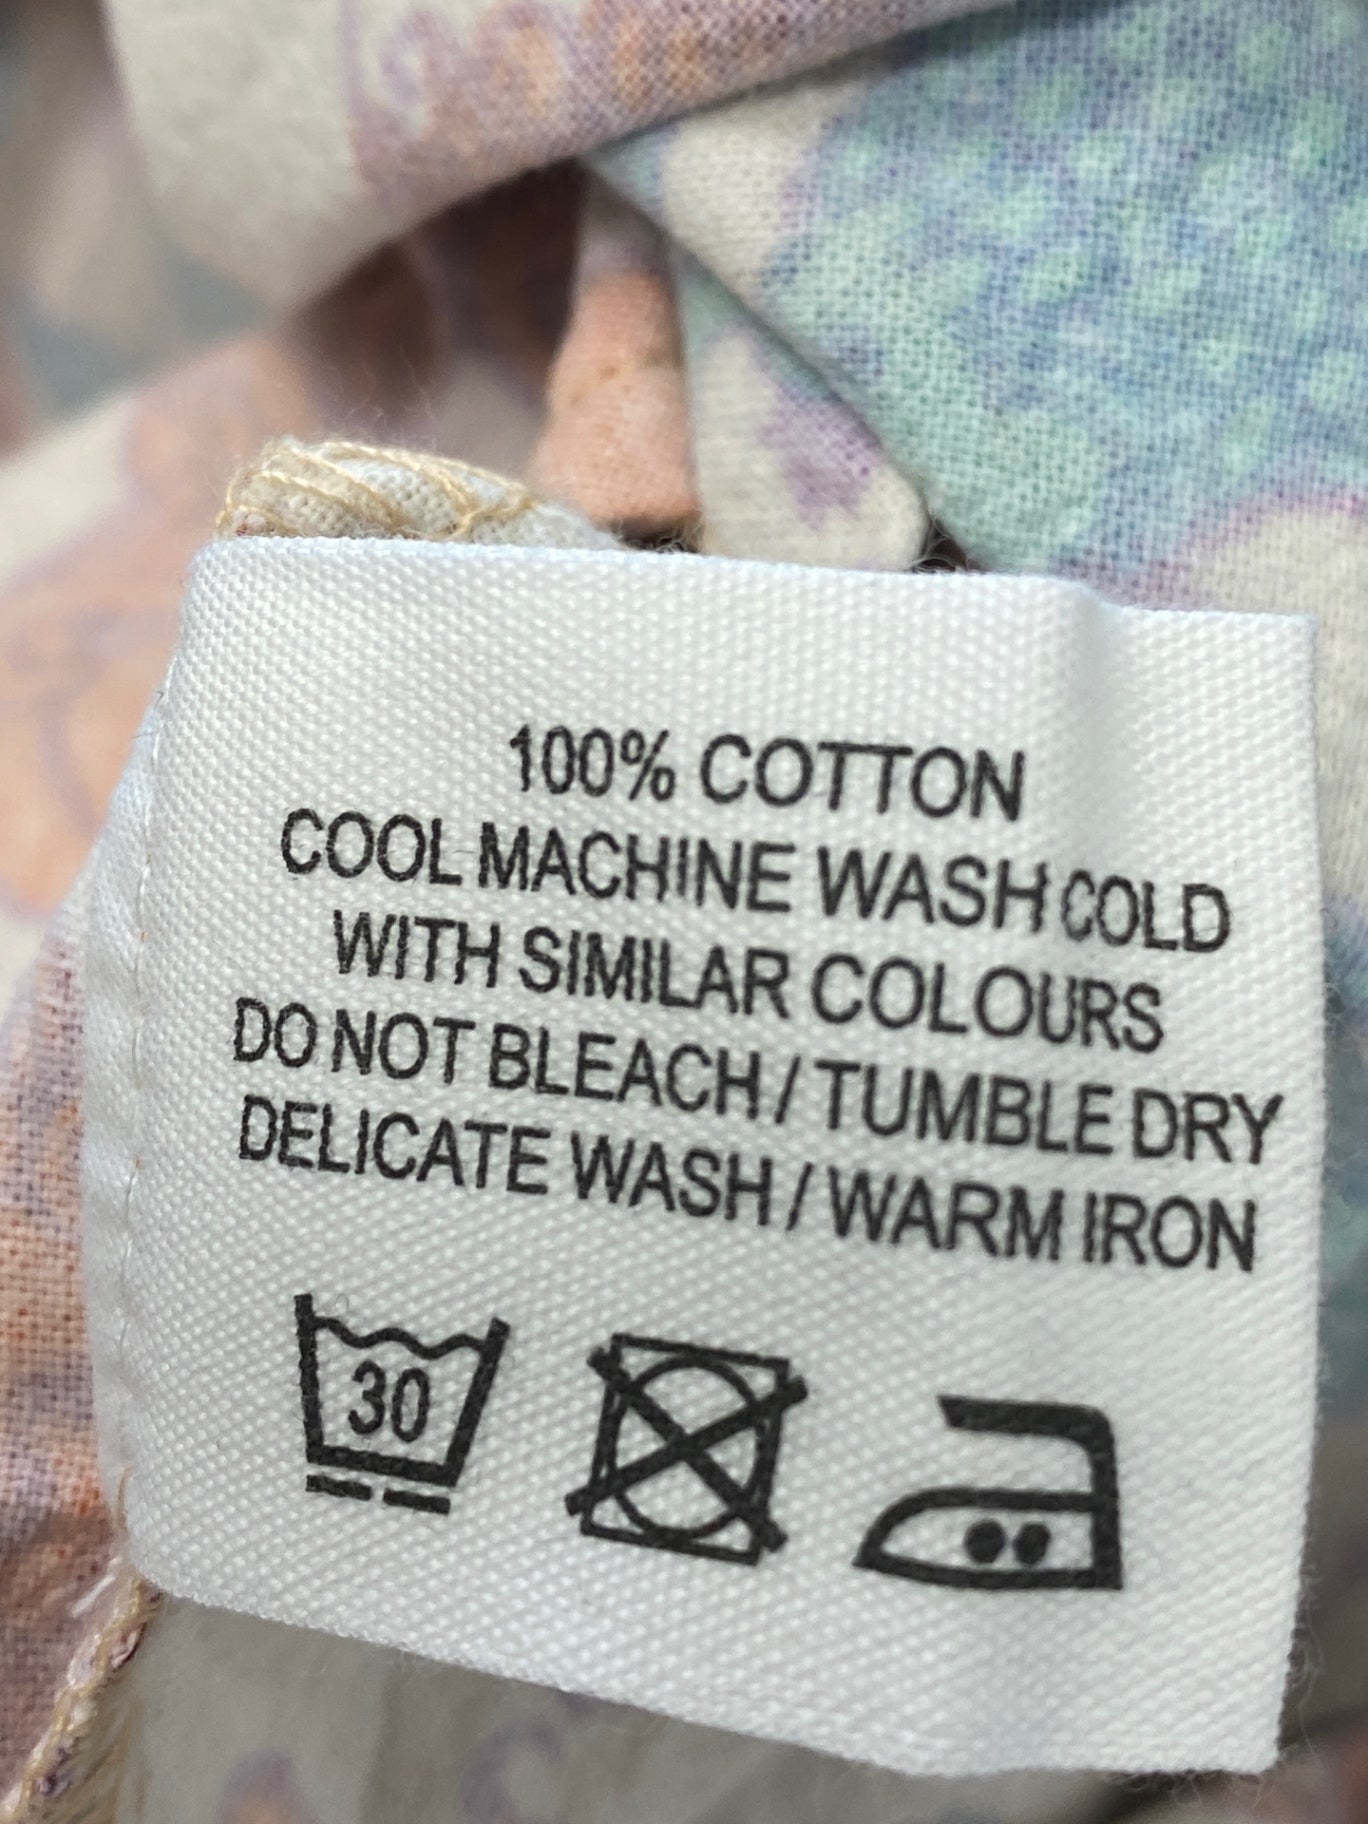 100% COTTON
COOL MACHINE WASH COLD
WITH SIMILAR COLOURS
DO NOT BLEACH / TUMBLE DRY
DELICATE WASH / WARM IRON
30